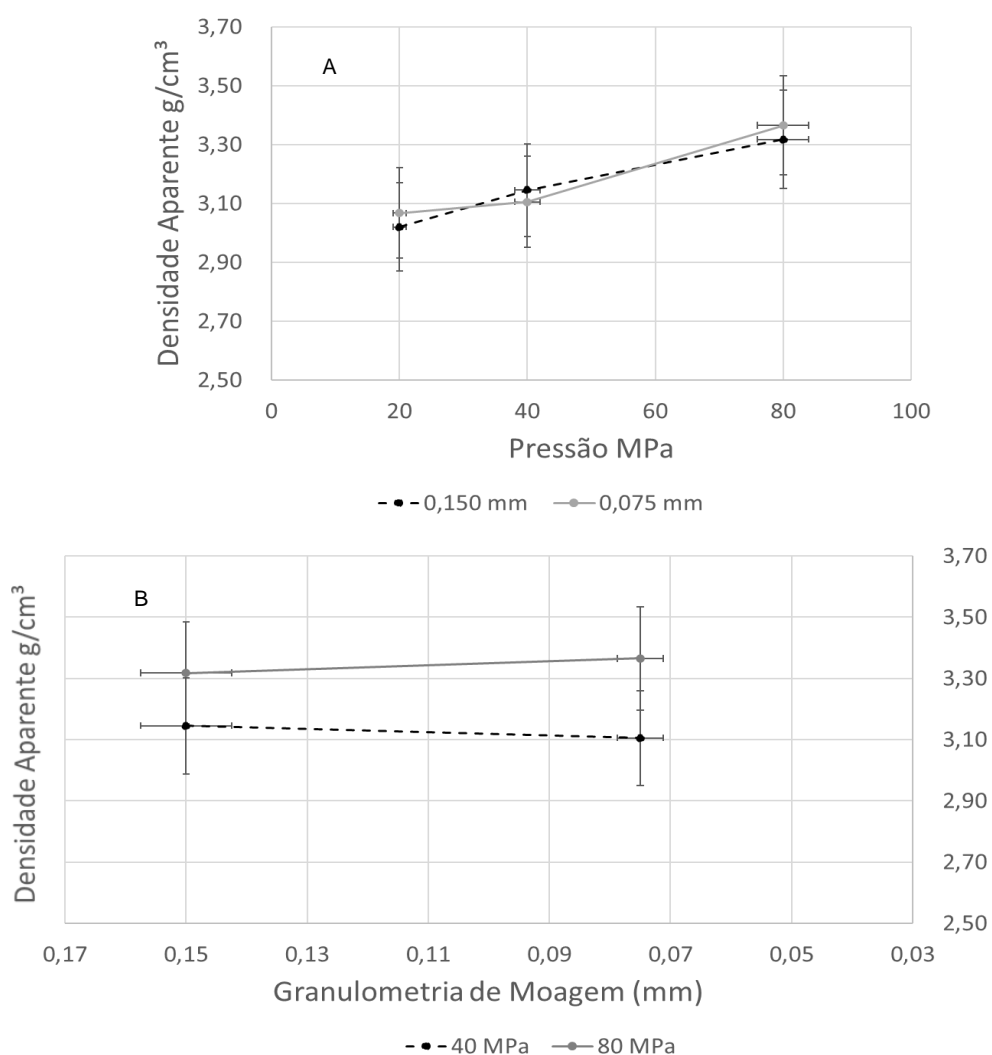 3,70
A
3,50
3,30
3,10
2,90
2,70
2,50
Densidade Aparente g/cm³
0 20 40 60 80 100
Pressão MPa
0,150 mm 0,075 mm
3,70
B
3,50
3,30
3,10
2,90
2,70
2,50
Densidade Aparente g/cm³
0,17 0,15 0,13 0,11 0,09 0,07 0,05 0,03
Granulometria de Moagem (mm)
40 MPa 80 MPa